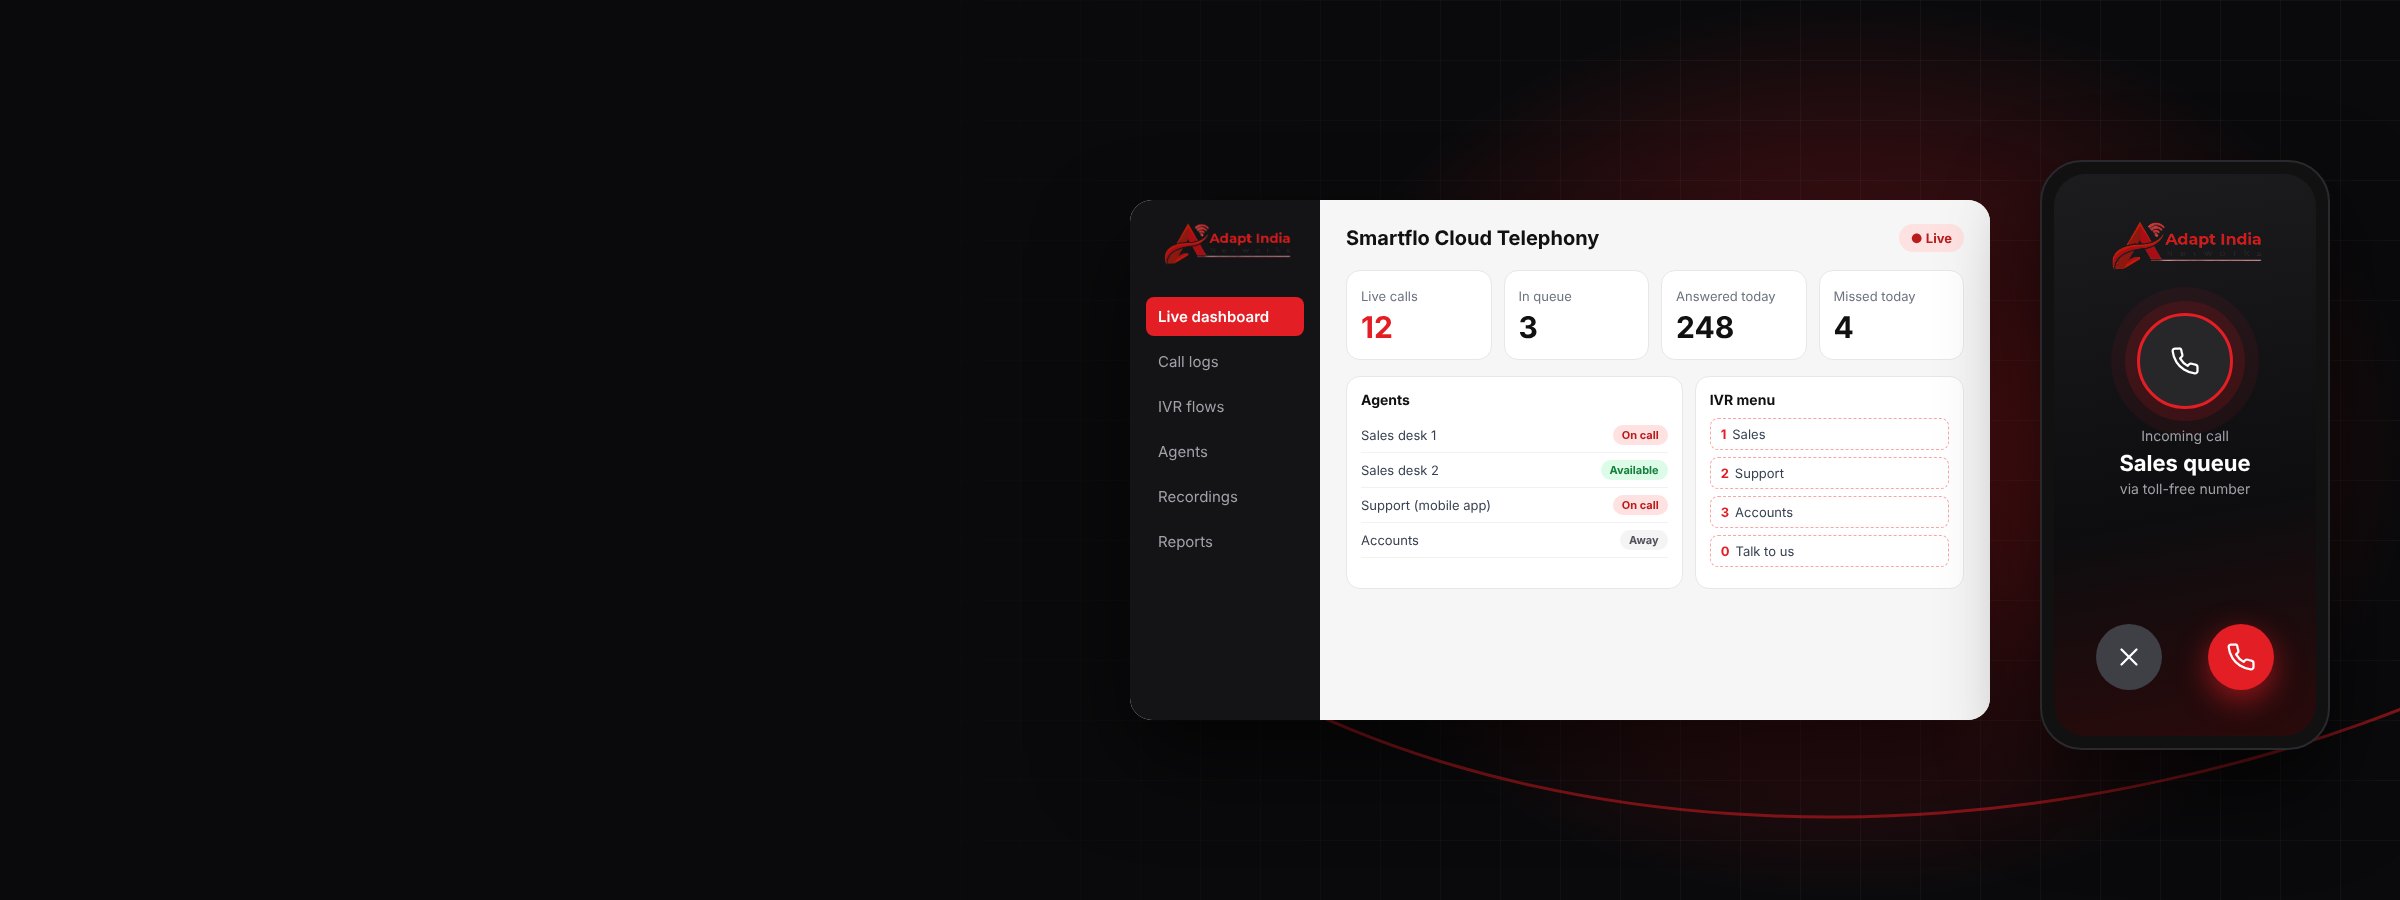 Adapt India
Live dashboard
Call logs
IVR flows
Agents
Recordings
Reports
Smartflo Cloud Telephony
Live
Live calls
12
In queue
3
Answered today
248
Missed today
4
Agents
Sales desk 1 On call
Sales desk 2 Available
Support (mobile app) On call
Accounts Away
IVR menu
1 Sales
2 Support
3 Accounts
0 Talk to us
Adapt India
Incoming call
Sales queue
via toll-free number